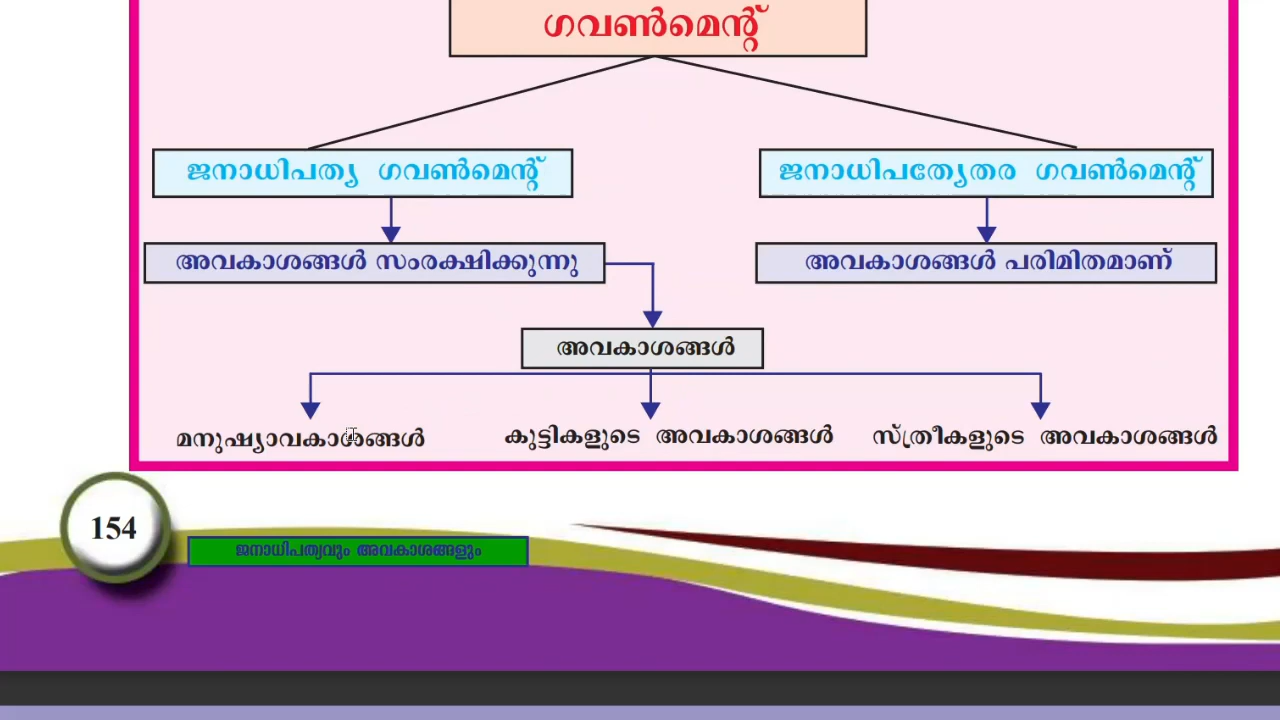 ഗവൺമെന്റ്
ജനാധിപത്യ ഗവൺമെന്റ്
ജനാധിപത്യേതര ഗവൺമെന്റ്
അവകാശങ്ങൾ സംരക്ഷിക്കുന്നു
അവകാശങ്ങൾ പരിമിതമാണ്
അവകാശങ്ങൾ
മനുഷ്യാവകാശങ്ങൾ
കുട്ടികളുടെ അവകാശങ്ങൾ
സ്ത്രീകളുടെ അവകാശങ്ങൾ
154
ജനാധിപത്യവും അവകാശങ്ങളും